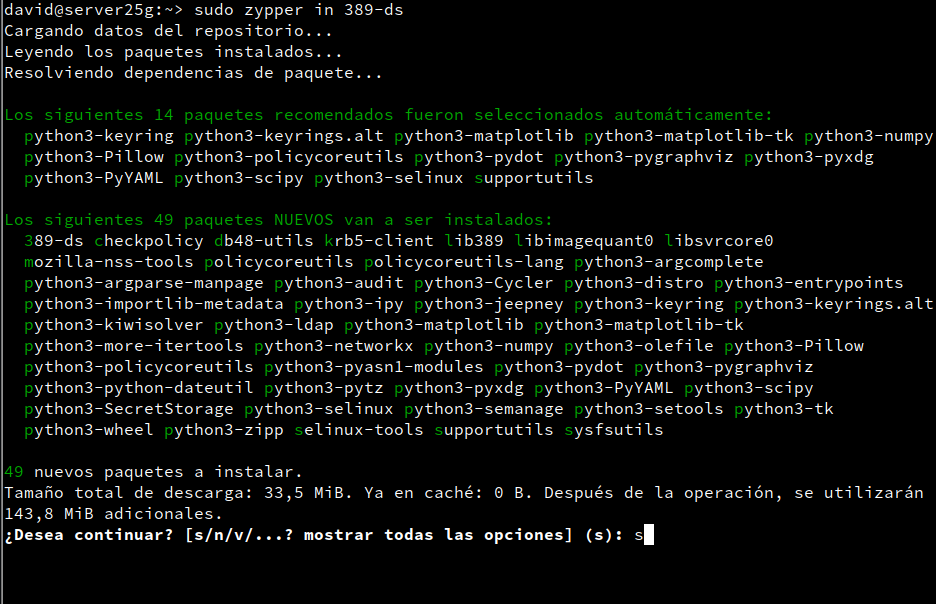 david@server25g:~> sudo zypper in 389-ds
Cargando datos del repositorio...
Leyendo los paquetes instalados...
Resolviendo dependencias de paquete...
Los siguientes 14 paquetes recomendados fueron seleccionados automáticamente:
python3-keyring python3-keyrings.alt python3-matplotlib python3-matplotlib-tk python3-numpy
python3-Pillow python3-policycoreutils python3-pydot python3-pygraphviz python3-pyxdg
python3-PyYAML python3-scipy python3-selinux supportutils
Los siguientes 49 paquetes NUEVOS van a ser instalados:
389-ds checkpolicy db48-utils krb5-client lib389 libimagequant0 libsvrcore0
mozilla-nss-tools policycoreutils policycoreutils-lang python3-argcomplete
python3-argparse-manpage python3-audit python3-Cycler python3-distro python3-entrypoints
python3-importlib-metadata python3-ipy python3-jeepney python3-keyring python3-keyrings.alt
python3-kiwisolver python3-ldap python3-matplotlib python3-matplotlib-tk
python3-more-itertools python3-networkx python3-numpy python3-olefile python3-Pillow
python3-policycoreutils python3-pyasn1-modules python3-pydot python3-pygraphviz
python3-python-dateutil python3-pytz python3-pyxdg python3-PyYAML python3-scipy
python3-SecretStorage python3-selinux python3-semanage python3-setools python3-tk
python3-wheel python3-zipp selinux-tools supportutils sysfsutils
49 nuevos paquetes a instalar.
Tamaño total de descarga: 33,5 MiB. Ya en caché: 0 B. Después de la operación, se utilizarán
143,8 MiB adicionales.
¿Desea continuar? [s/n/v/...? mostrar todas las opciones] (s): s